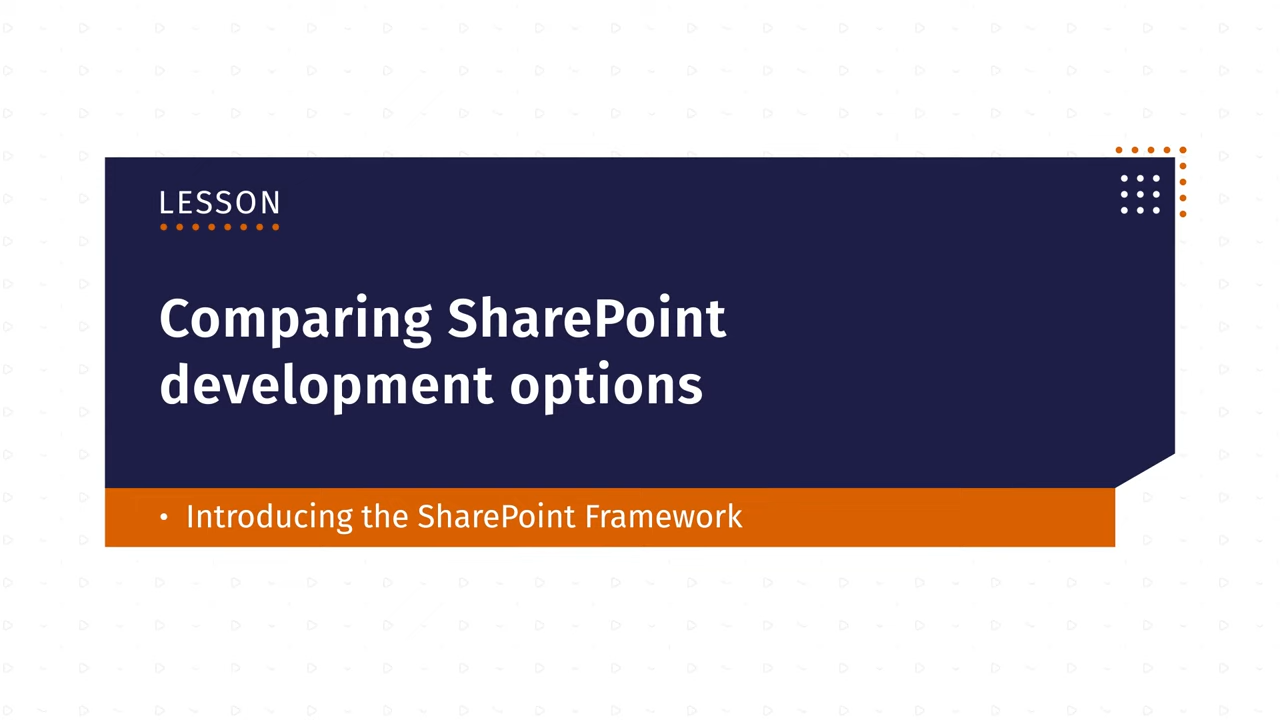 LESSON
Comparing SharePoint
development options
• Introducing the SharePoint Framework